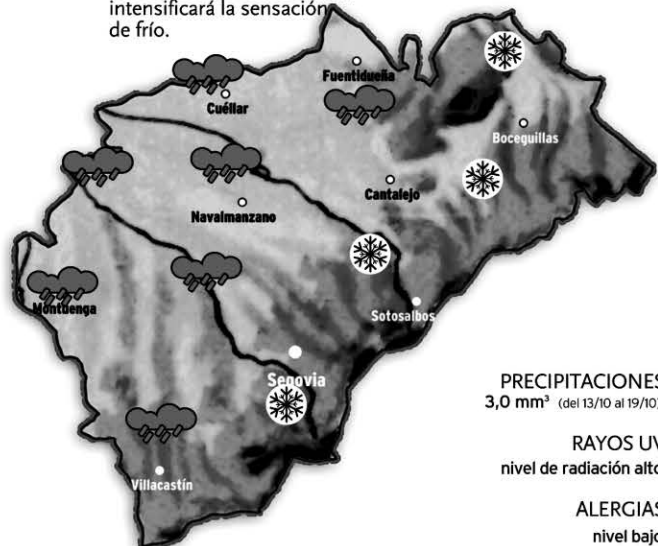 intensificará la sensación
de frío.
Fuentidueña
Cuéllar
Boceguillas
Cantalejo
Navalmanzano
Montuenga
Sotosalbos
Segovia
Villacastín
PRECIPITACIONES
3,0 mm³ (del 13/10 al 19/10)
RAYOS UV
nivel de radiación alto
ALERGIAS
nivel bajo